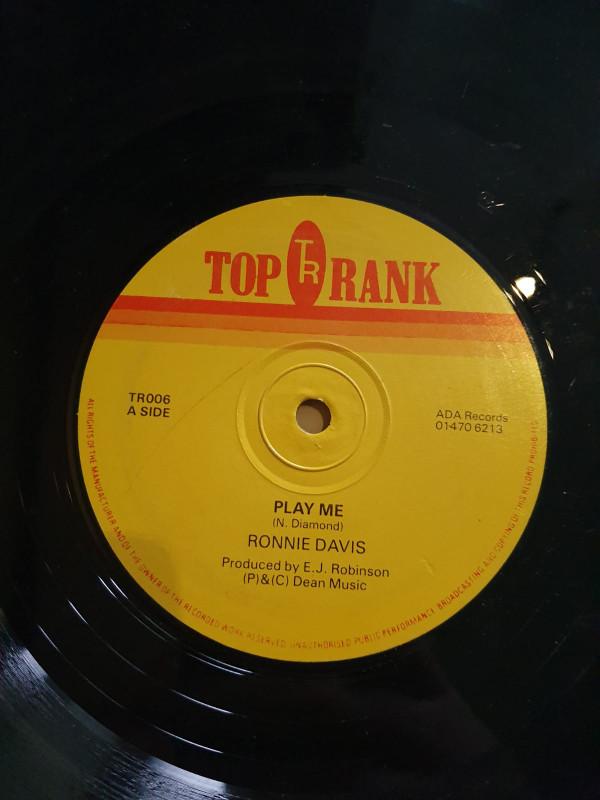 TOP TR RANK
TR006
A SIDE
ADA Records
01 470 6213
PLAY ME
(N. Diamond)
RONNIE DAVIS
Produced by E.J. Robinson
(P)&(C) Dean Music
ALL RIGHTS OF THE MANUFACTURER AND OF THE OWNER OF THE RECORDED WORK RESERVED. UNAUTHORISED PUBLIC PERFORMANCE BROADCASTING AND COPYING OF THIS RECORD PROHIBITED